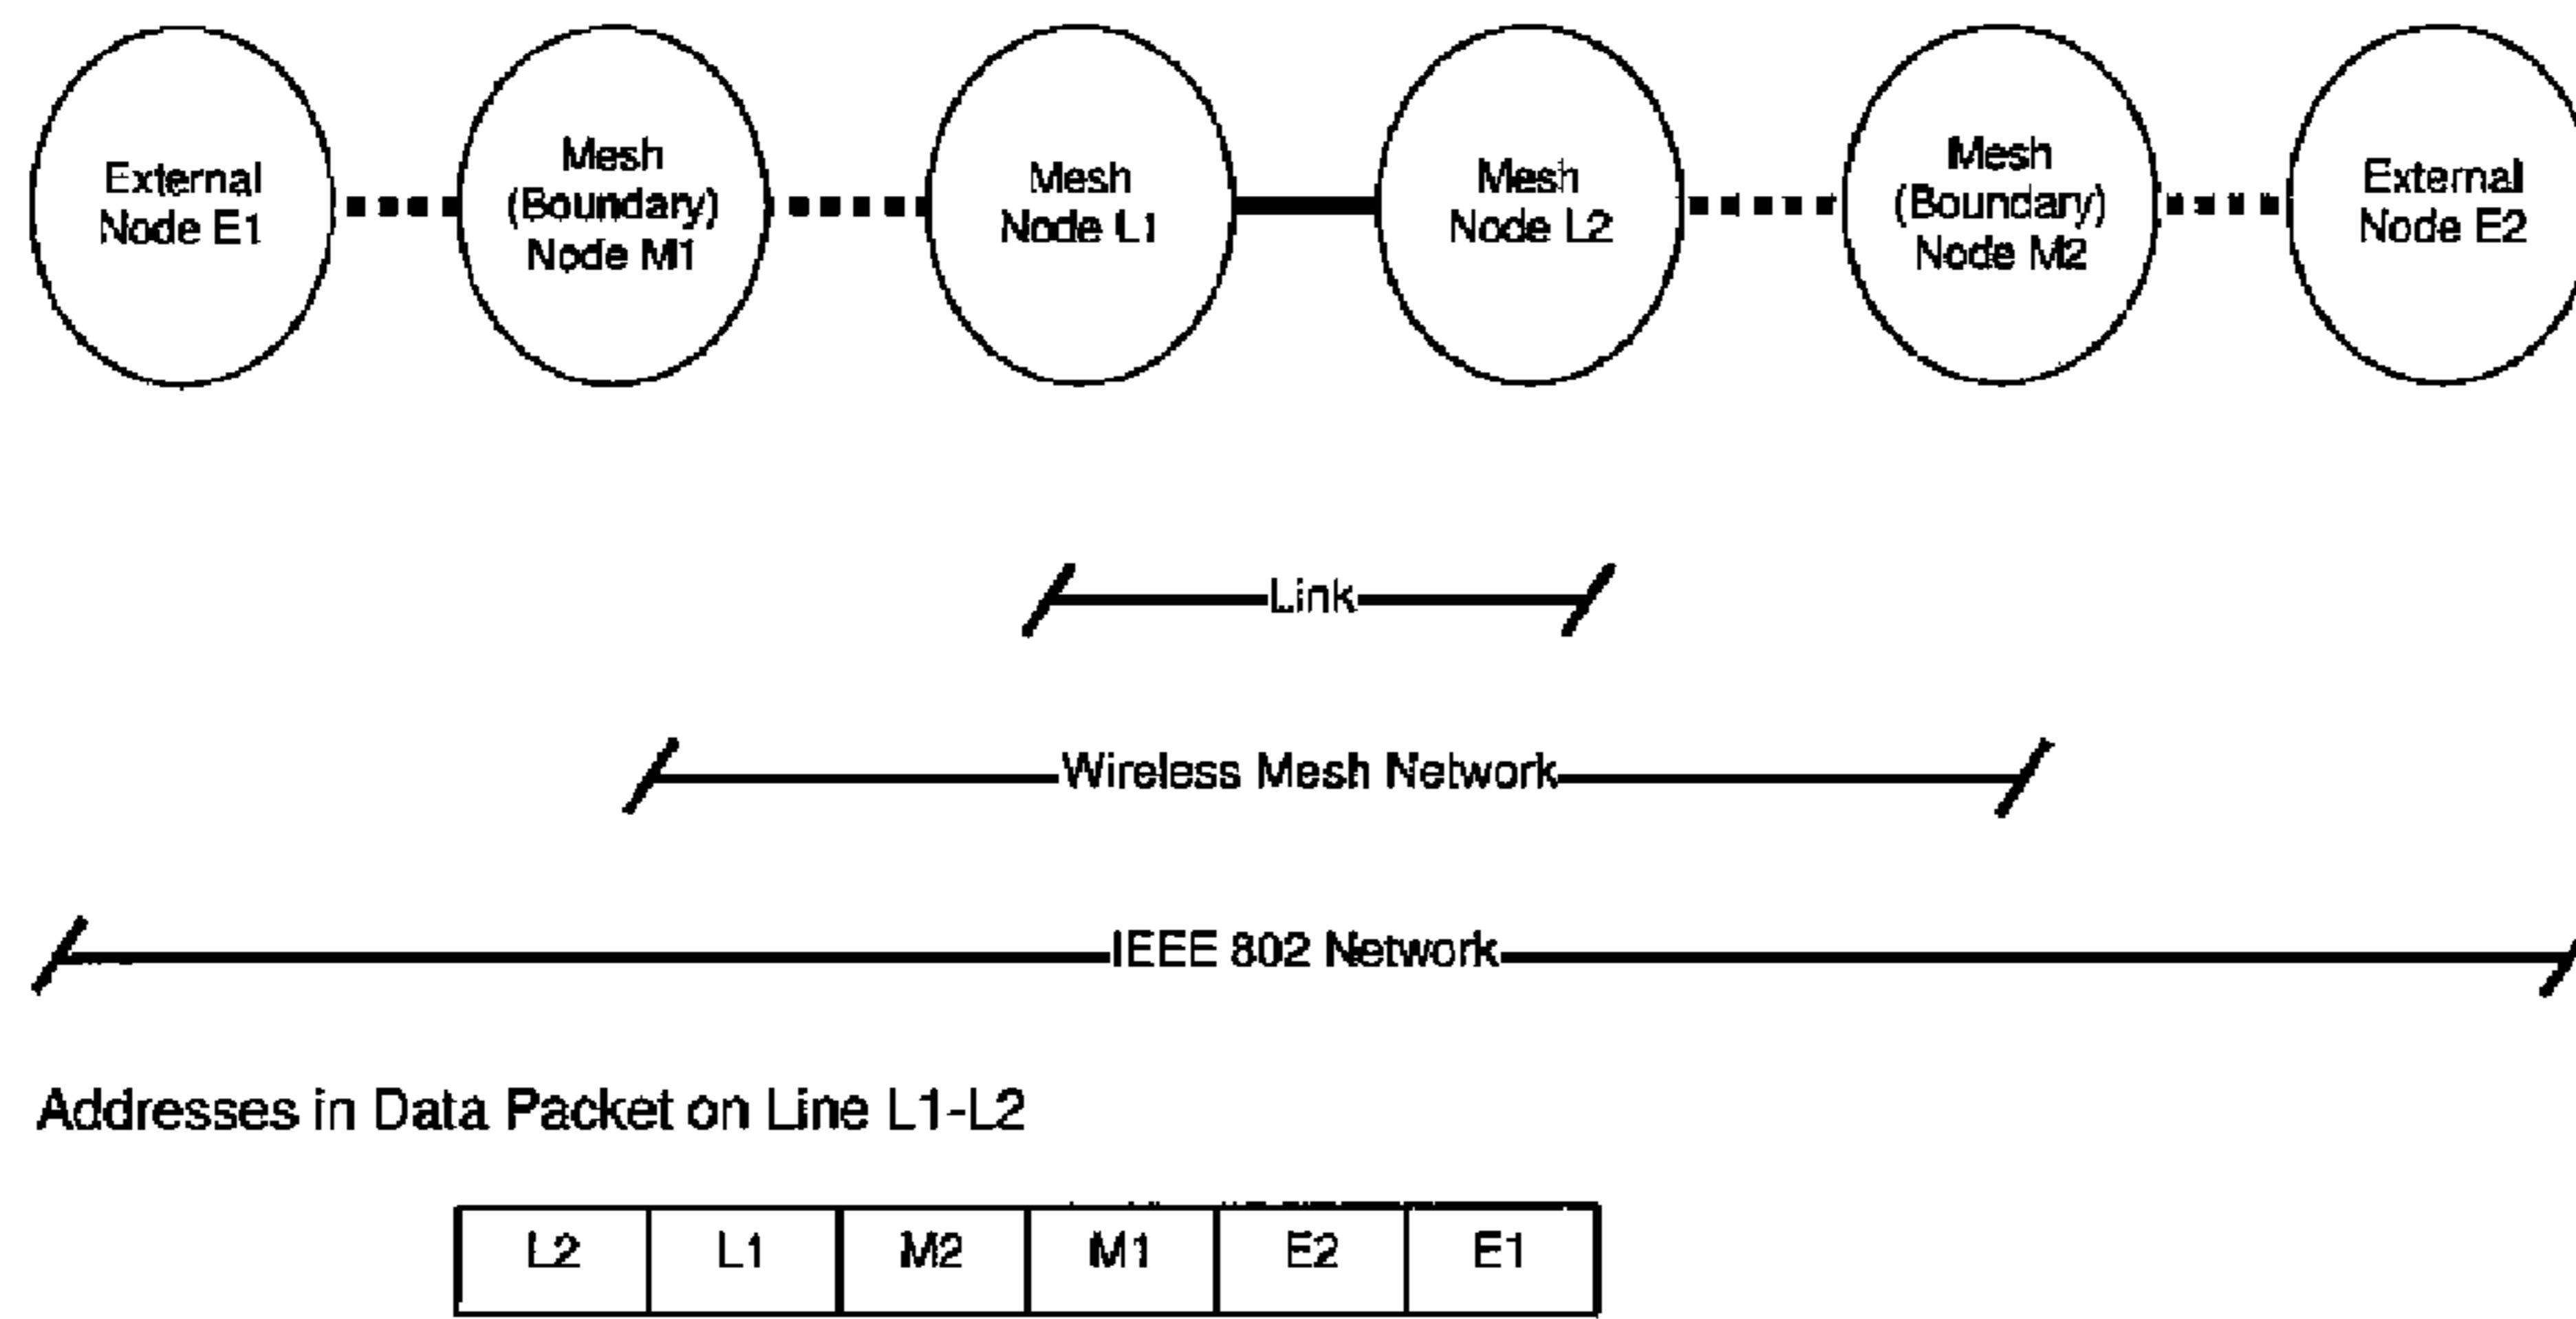 External
Node E1
Mesh
(Boundary)
Node M1
Mesh
Node L1
Mesh
Node L2
Mesh
(Boundary)
Node M2
External
Node E2
Link
Wireless Mesh Network
IEEE 802 Network
Addresses in Data Packet on Line L1-L2
L2 L1 M2 M1 E2 E1